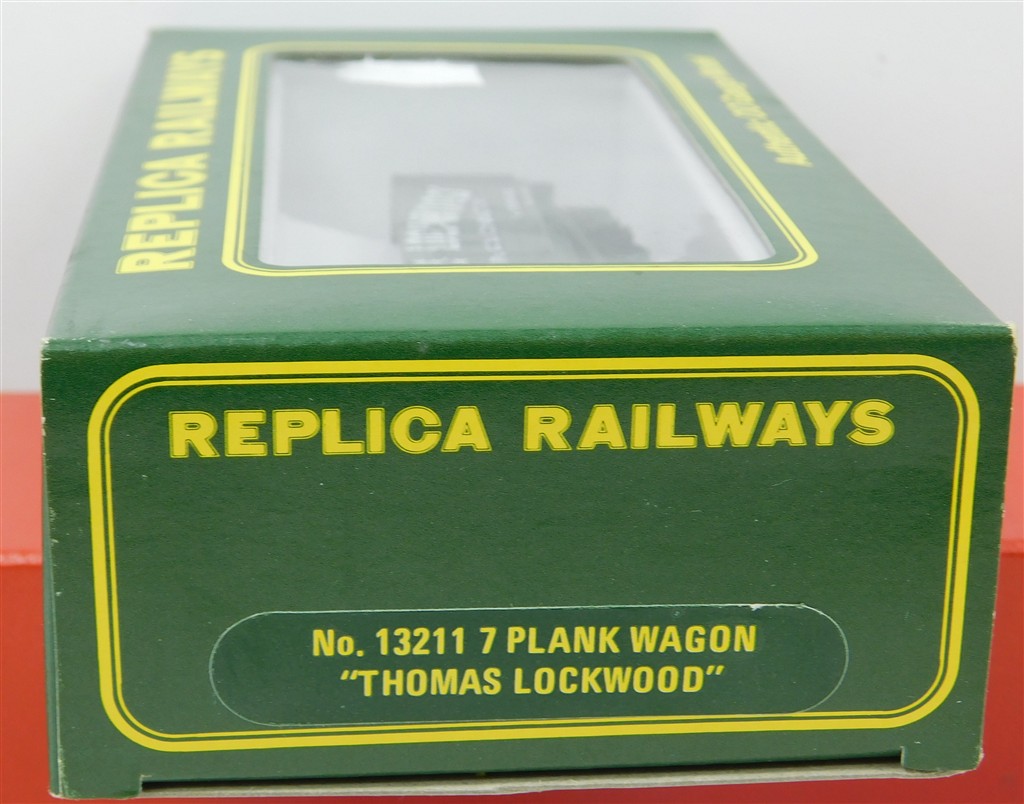 REPLICA RAILWAYS
REPLICA RAILWAYS
No. 13211 7 PLANK WAGON
“THOMAS LOCKWOOD”